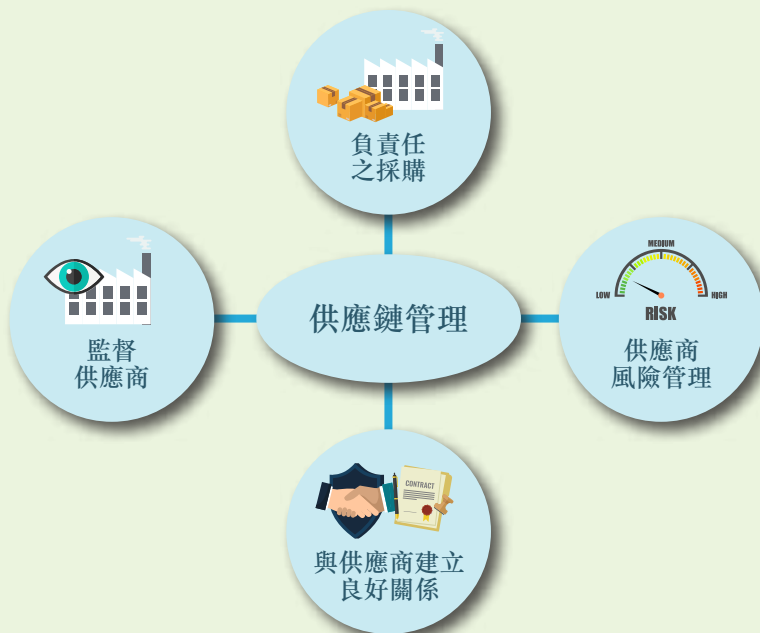 負責任
之採購
監督
供應商
供應鏈管理
MEDIUM
LOW
HIGH
RISK
供應商
風險管理
CONTRACT
與供應商建立
良好關係